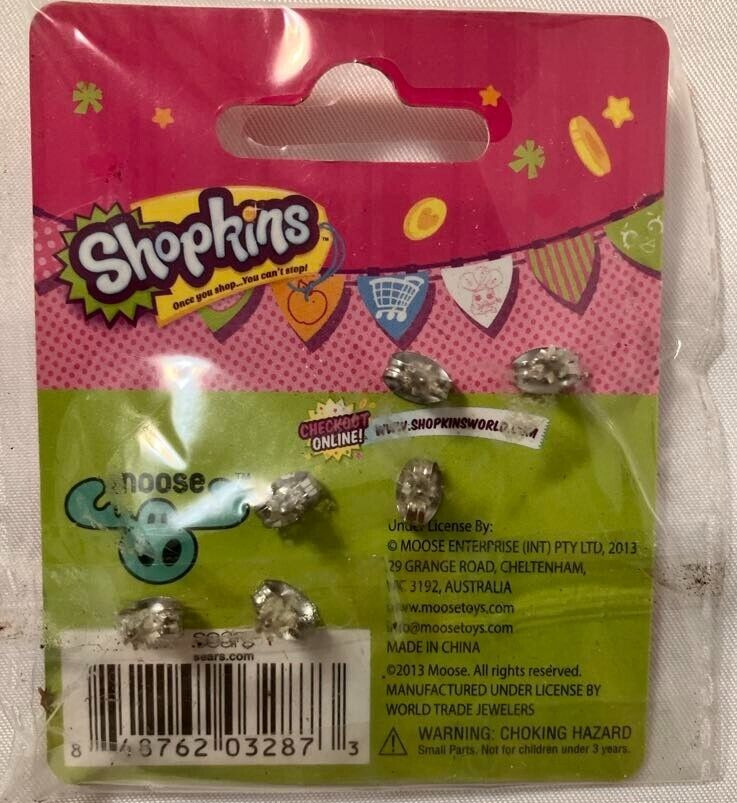 Shopkins™
Once you shop...You can't stop!
CHECKOUT
ONLINE!
WWW.SHOPKINSWORLD.COM
moose™
Under License By:
© MOOSE ENTERPRISE (INT) PTY LTD, 2013
29 GRANGE ROAD, CHELTENHAM,
VIC 3192, AUSTRALIA
www.moosetoys.com
info@moosetoys.com
MADE IN CHINA
©2013 Moose. All rights reserved.
MANUFACTURED UNDER LICENSE BY
WORLD TRADE JEWELERS
WARNING: CHOKING HAZARD
Small Parts. Not for children under 3 years.
sears
sears.com
8 48762 03287 3